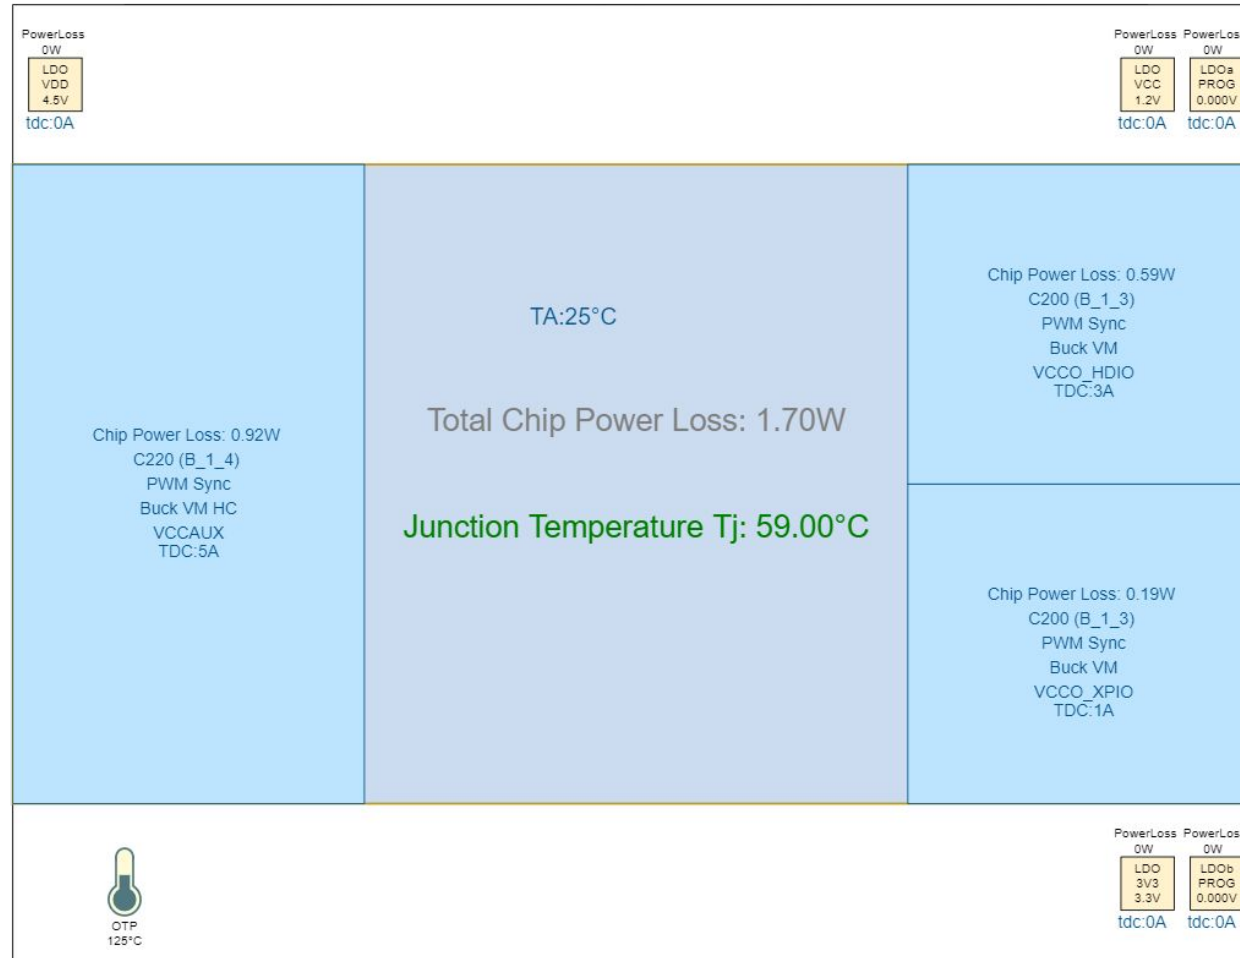 PowerLoss
0W
LDO
VDD
4.5V
tdc:0A
PowerLoss
0W
LDO
VCC
1.2V
tdc:0A
PowerLos
0W
LDOa
PROG
0.000V
tdc:0A
Chip Power Loss: 0.92W
C220 (B_1_4)
PWM Sync
Buck VM HC
VCCAUX
TDC:5A
TA:25°C
Total Chip Power Loss: 1.70W
Junction Temperature Tj: 59.00°C
Chip Power Loss: 0.59W
C200 (B_1_3)
PWM Sync
Buck VM
VCCO_HDIO
TDC:3A
Chip Power Loss: 0.19W
C200 (B_1_3)
PWM Sync
Buck VM
VCCO_XPIO
TDC:1A
OTP
125°C
PowerLoss
0W
LDO
3V3
3.3V
tdc:0A
PowerLos
0W
LDOb
PROG
0.000V
tdc:0A